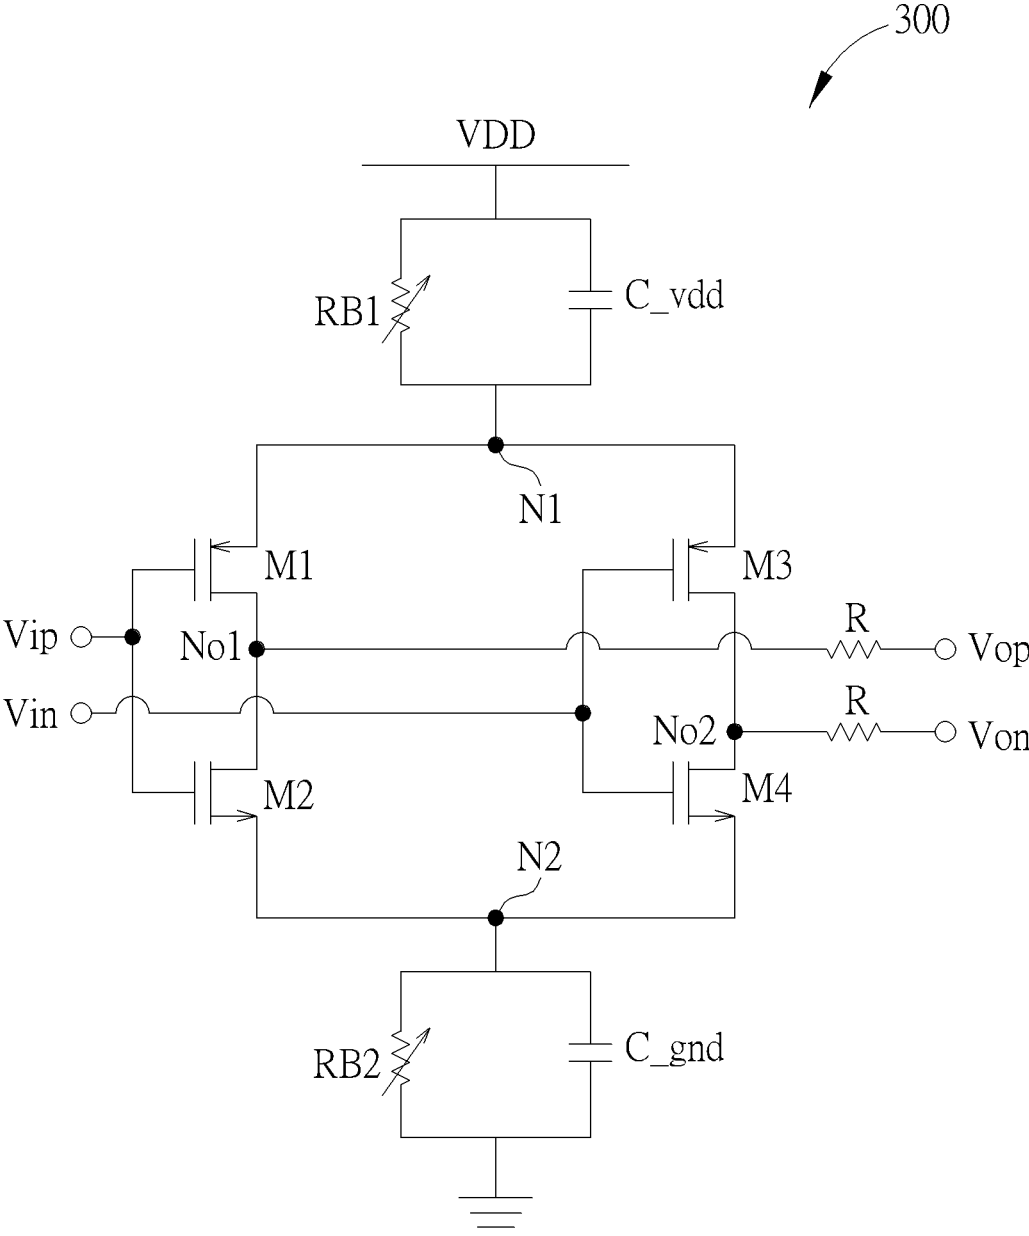 300
VDD
RB1
C_vdd
N1
M1
M3
Vip
No1
R
Vop
Vin
R
No2
Von
M2
M4
N2
RB2
C_gnd